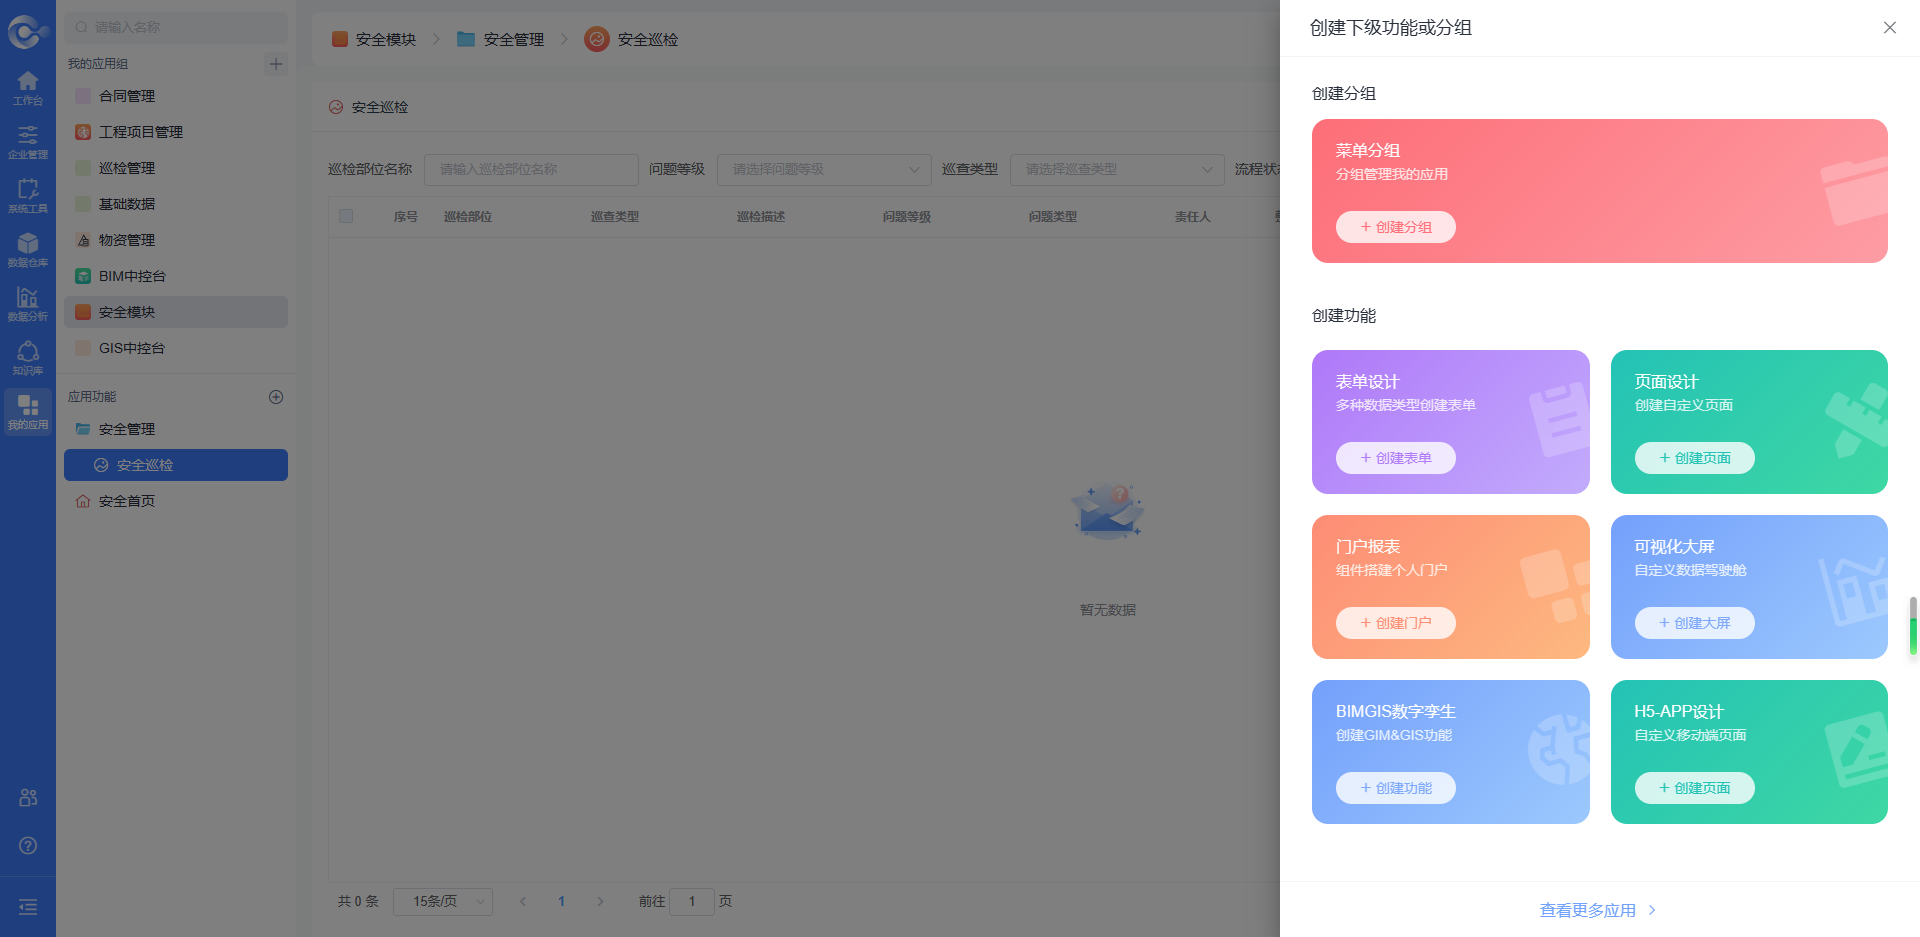 工作台
企业管理
系统工具
数据仓库
数据分析
知识库
我的应用
请输入名称
我的应用组
合同管理
工程项目管理
巡检管理
基础数据
物资管理
BIM中控台
安全模块
GIS中控台
应用功能
安全管理
安全巡检
安全首页
安全模块
安全管理
安全巡检
安全巡检
巡检部位名称
请输入巡检部位名称
问题等级
请选择问题等级
巡查类型
请选择巡查类型
流程状
序号
巡检部位
巡查类型
巡检描述
问题等级
问题类型
责任人
暂无数据
共 0 条
15条/页
1
前往
1
页
创建下级功能或分组
创建分组
菜单分组
分组管理我的应用
创建分组
创建功能
表单设计
多种数据类型创建表单
创建表单
页面设计
创建自定义页面
创建页面
门户报表
组件搭建个人门户
创建门户
可视化大屏
自定义数据驾驶舱
创建大屏
BIMGIS数字孪生
创建GIM&GIS功能
创建功能
H5-APP设计
自定义移动端页面
创建页面
查看更多应用